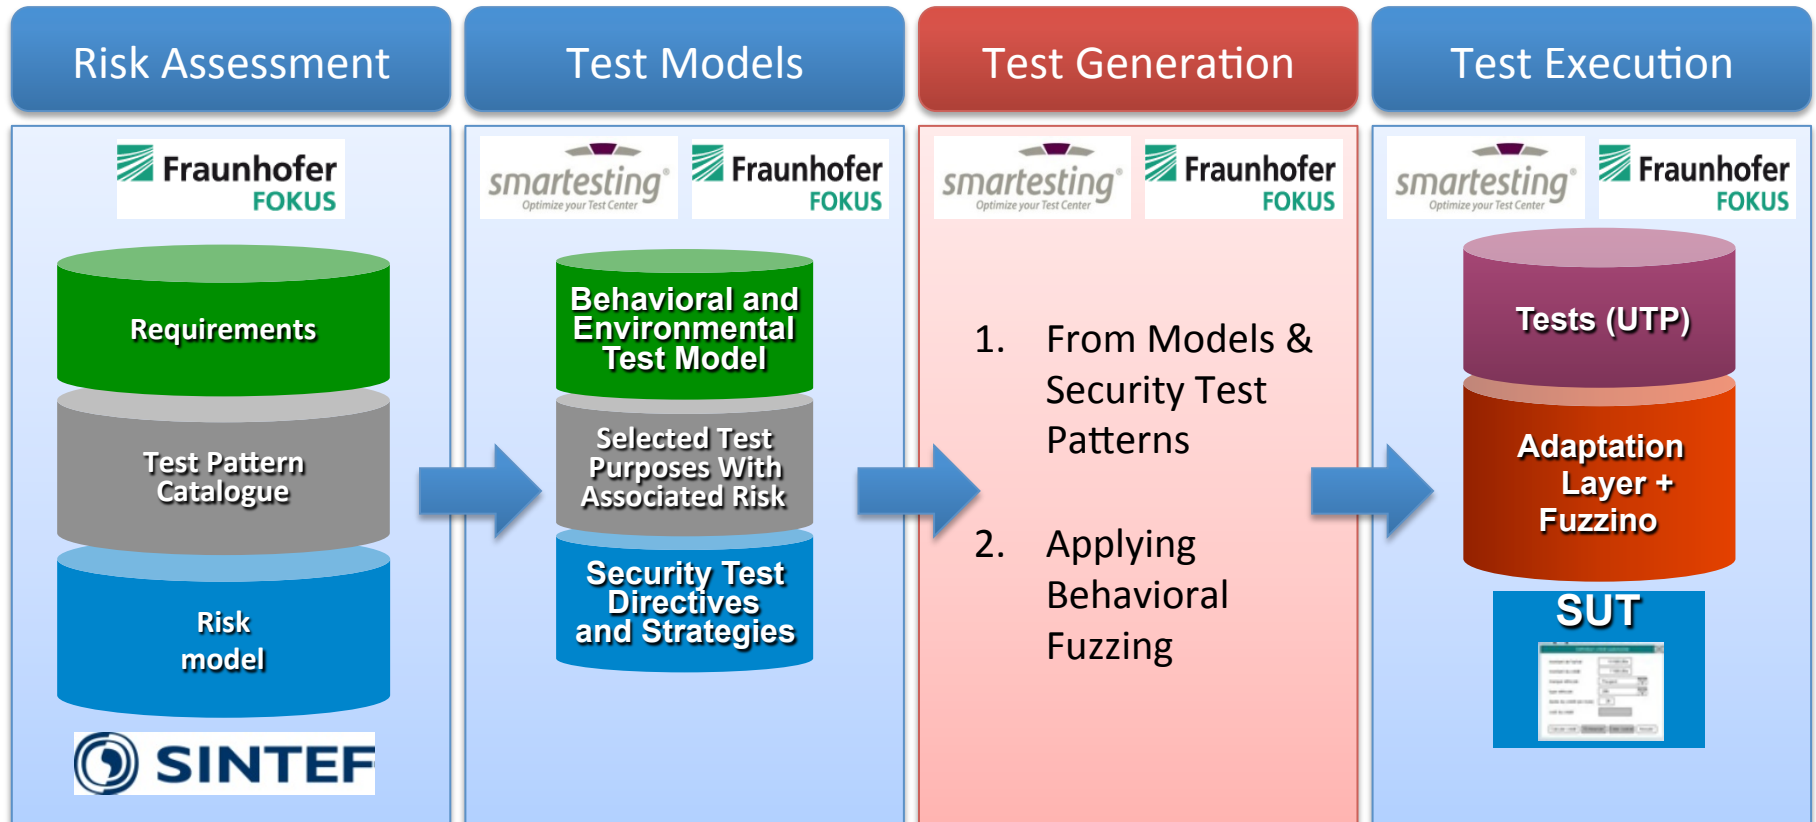 Risk Assessment
Test Models
Test Generation
Test Execution
Fraunhofer
FOKUS
Requirements
Test Pattern
Catalogue
Risk
model
SINTEF
smartesting®
Optimize your Test Center
Fraunhofer
FOKUS
Behavioral and
Environmental
Test Model
Selected Test
Purposes With
Associated Risk
Security Test
Directives
and Strategies
smartesting®
Optimize your Test Center
Fraunhofer
FOKUS
1. From Models &
Security Test
Patterns
2. Applying
Behavioral
Fuzzing
smartesting®
Optimize your Test Center
Fraunhofer
FOKUS
Tests (UTP)
Adaptation
Layer +
Fuzzino
SUT